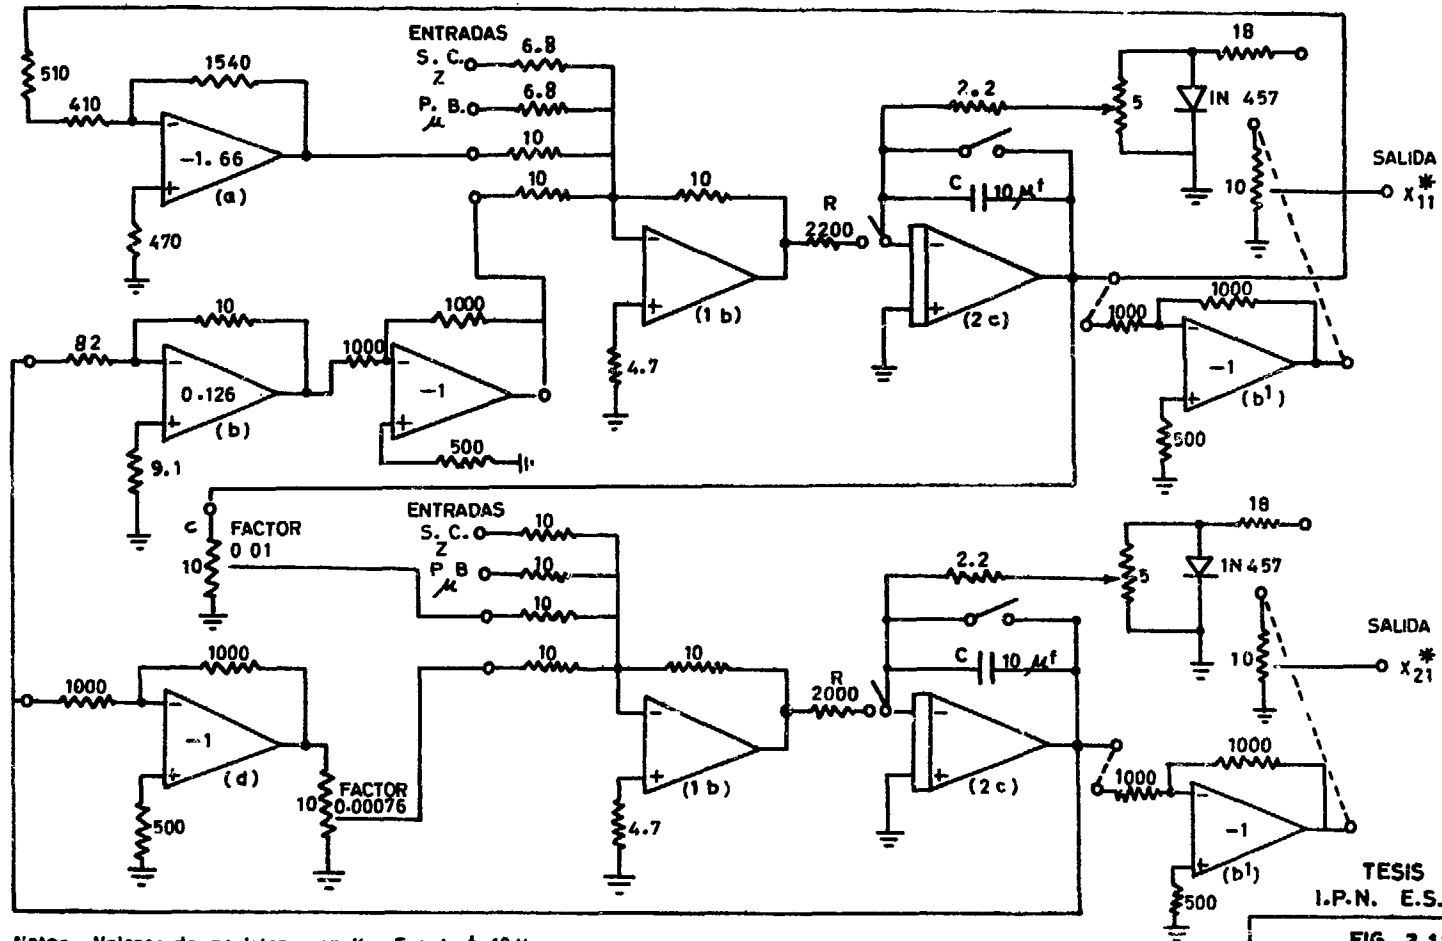 510
410
1540
-1.66
(a)
470
ENTRADAS
S. C.
Z
6.8
P. B.
μ
6.8
10
10
10
(1 b)
4.7
R
2200
2.2
C
10 μf
(2 c)
18
5
1N 457
10
SALIDA
x*11
1000
1000
-1
(b1)
500
82
10
0.126
(b)
9.1
1000
1000
-1
500
c
FACTOR
0 01
10
ENTRADAS
S. C.
Z
10
P B
μ
10
10
10
10
(1 b)
4.7
R
2000
2.2
C
10 μf
(2 c)
18
5
1N 457
10
SALIDA
x*21
1000
1000
-1
(b1)
500
1000
1000
-1
(d)
500
FACTOR
10
0.00076
TESIS
I.P.N. E.S.